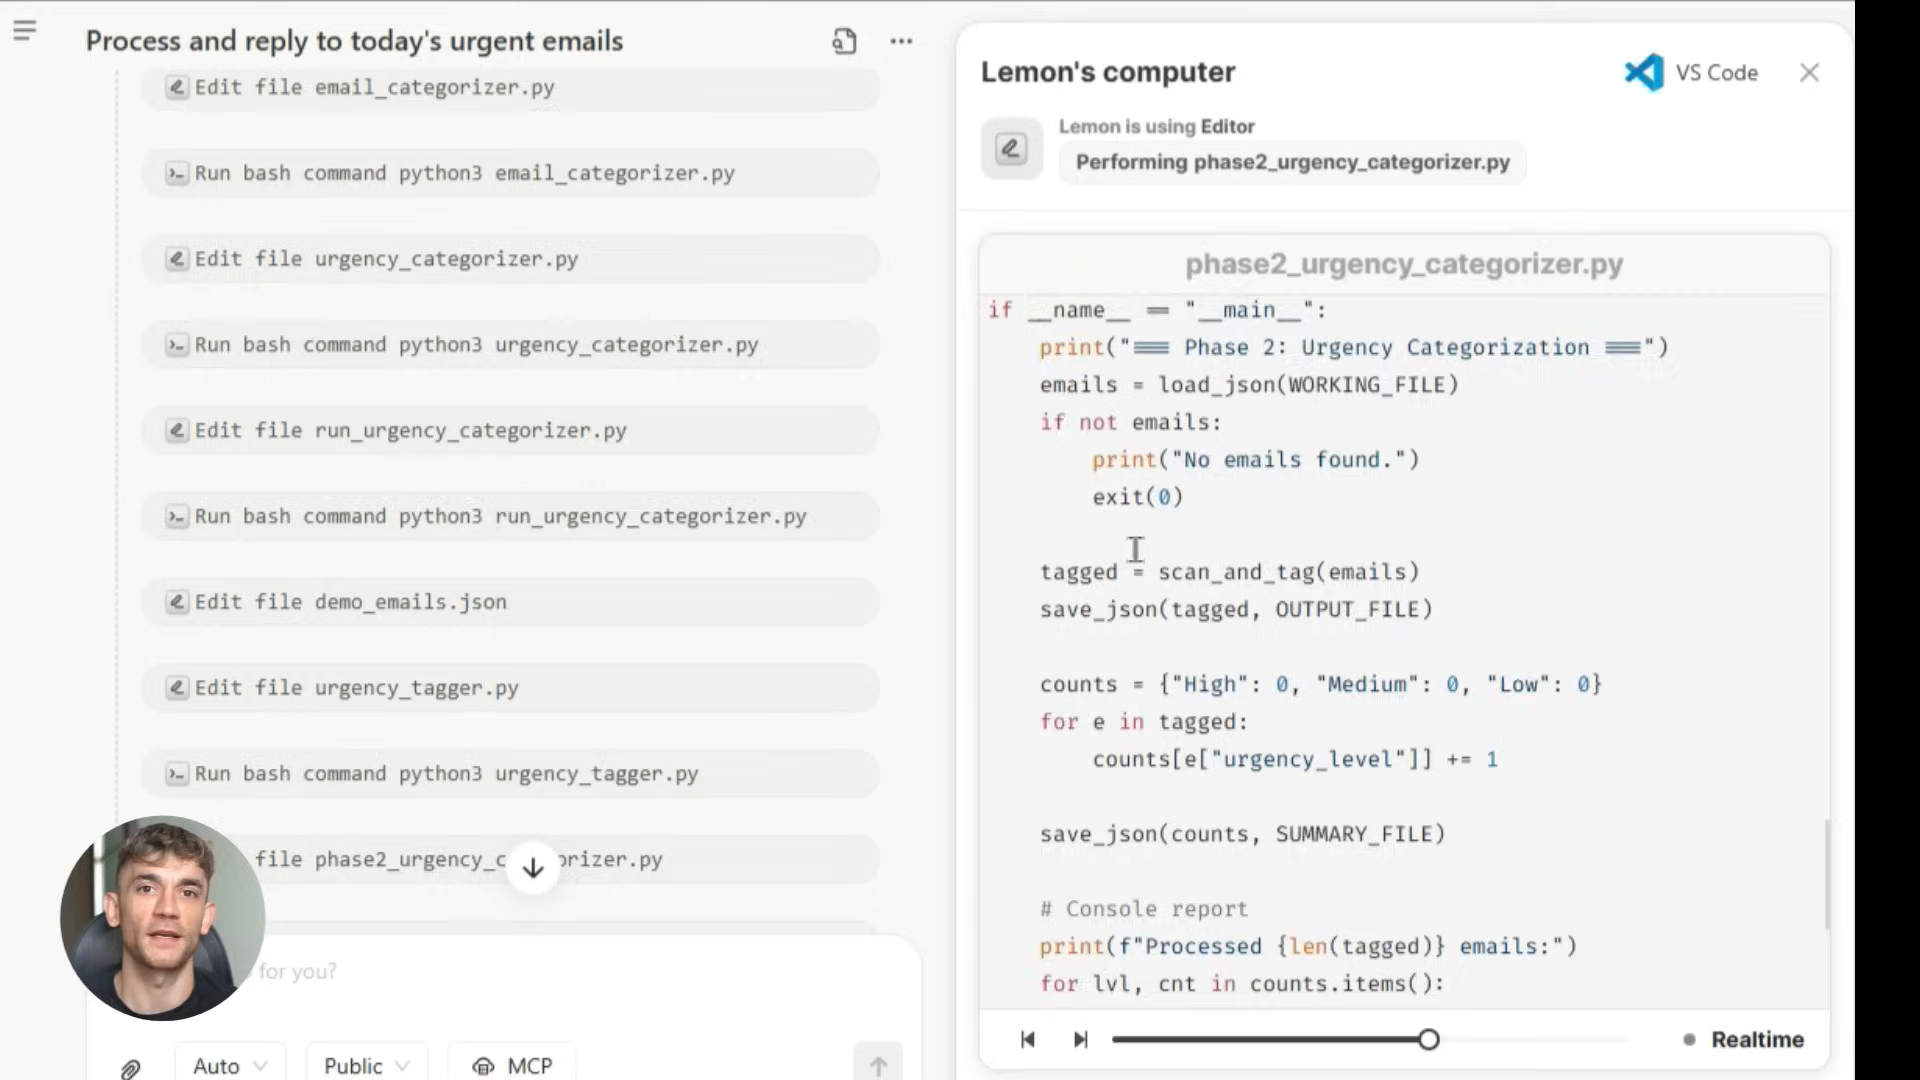 Process and reply to today's urgent emails
Edit file email_categorizer.py
Run bash command python3 email_categorizer.py
Edit file urgency_categorizer.py
Run bash command python3 urgency_categorizer.py
Edit file run_urgency_categorizer.py
Run bash command python3 run_urgency_categorizer.py
Edit file demo_emails.json
Edit file urgency_tagger.py
Run bash command python3 urgency_tagger.py
file phase2_urgency_c orizer.py
for you?
Auto
Public
MCP
Lemon's computer
VS Code
Lemon is using Editor
Performing phase2_urgency_categorizer.py
phase2_urgency_categorizer.py
if __name__ == "__main__":
print("=== Phase 2: Urgency Categorization ===")
emails = load_json(WORKING_FILE)
if not emails:
print("No emails found.")
exit(0)
tagged = scan_and_tag(emails)
save_json(tagged, OUTPUT_FILE)
counts = {"High": 0, "Medium": 0, "Low": 0}
for e in tagged:
counts[e["urgency_level"]] += 1
save_json(counts, SUMMARY_FILE)
# Console report
print(f"Processed {len(tagged)} emails:")
for lvl, cnt in counts.items():
Realtime